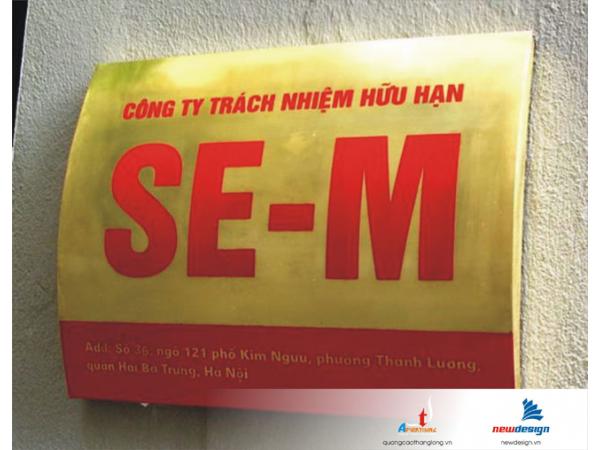 CÔNG TY TRÁCH NHIỆM HỮU HẠN
SE-M
Add: Số 36, ngõ 121 phố Kim Ngưu, phường Thanh Lương,
quận Hai Bà Trưng, Hà Nội
quangcaothanglong.vn
newdesign
newdesign.vn